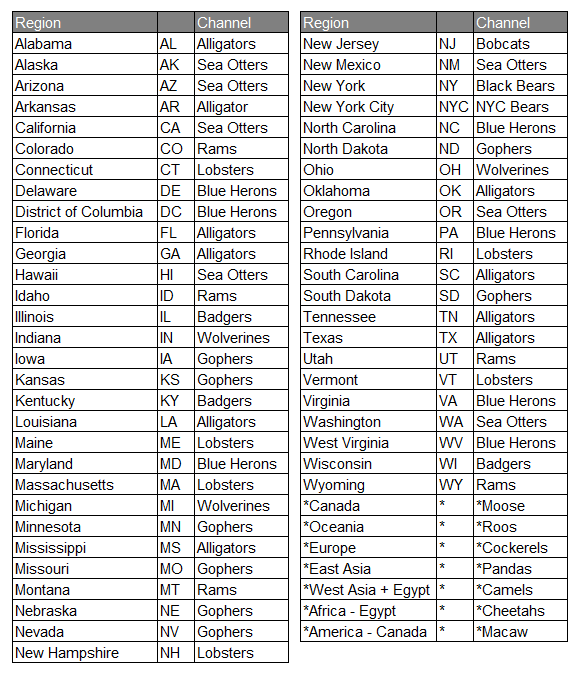 Region Channel
Alabama AL Alligators
Alaska AK Sea Otters
Arizona AZ Sea Otters
Arkansas AR Alligator
California CA Sea Otters
Colorado CO Rams
Connecticut CT Lobsters
Delaware DE Blue Herons
District of Columbia DC Blue Herons
Florida FL Alligators
Georgia GA Alligators
Hawaii HI Sea Otters
Idaho ID Rams
Illinois IL Badgers
Indiana IN Wolverines
Iowa IA Gophers
Kansas KS Gophers
Kentucky KY Badgers
Louisiana LA Alligators
Maine ME Lobsters
Maryland MD Blue Herons
Massachusetts MA Lobsters
Michigan MI Wolverines
Minnesota MN Gophers
Mississippi MS Alligators
Missouri MO Gophers
Montana MT Rams
Nebraska NE Gophers
Nevada NV Gophers
New Hampshire NH Lobsters
Region Channel
New Jersey NJ Bobcats
New Mexico NM Sea Otters
New York NY Black Bears
New York City NYC NYC Bears
North Carolina NC Blue Herons
North Dakota ND Gophers
Ohio OH Wolverines
Oklahoma OK Alligators
Oregon OR Sea Otters
Pennsylvania PA Blue Herons
Rhode Island RI Lobsters
South Carolina SC Alligators
South Dakota SD Gophers
Tennessee TN Alligators
Texas TX Alligators
Utah UT Rams
Vermont VT Lobsters
Virginia VA Blue Herons
Washington WA Sea Otters
West Virginia WV Blue Herons
Wisconsin WI Badgers
Wyoming WY Rams
*Canada * *Moose
*Oceania * *Roos
*Europe * *Cockerels
*East Asia * *Pandas
*West Asia + Egypt * *Camels
*Africa - Egypt * *Cheetahs
*America - Canada * *Macaw